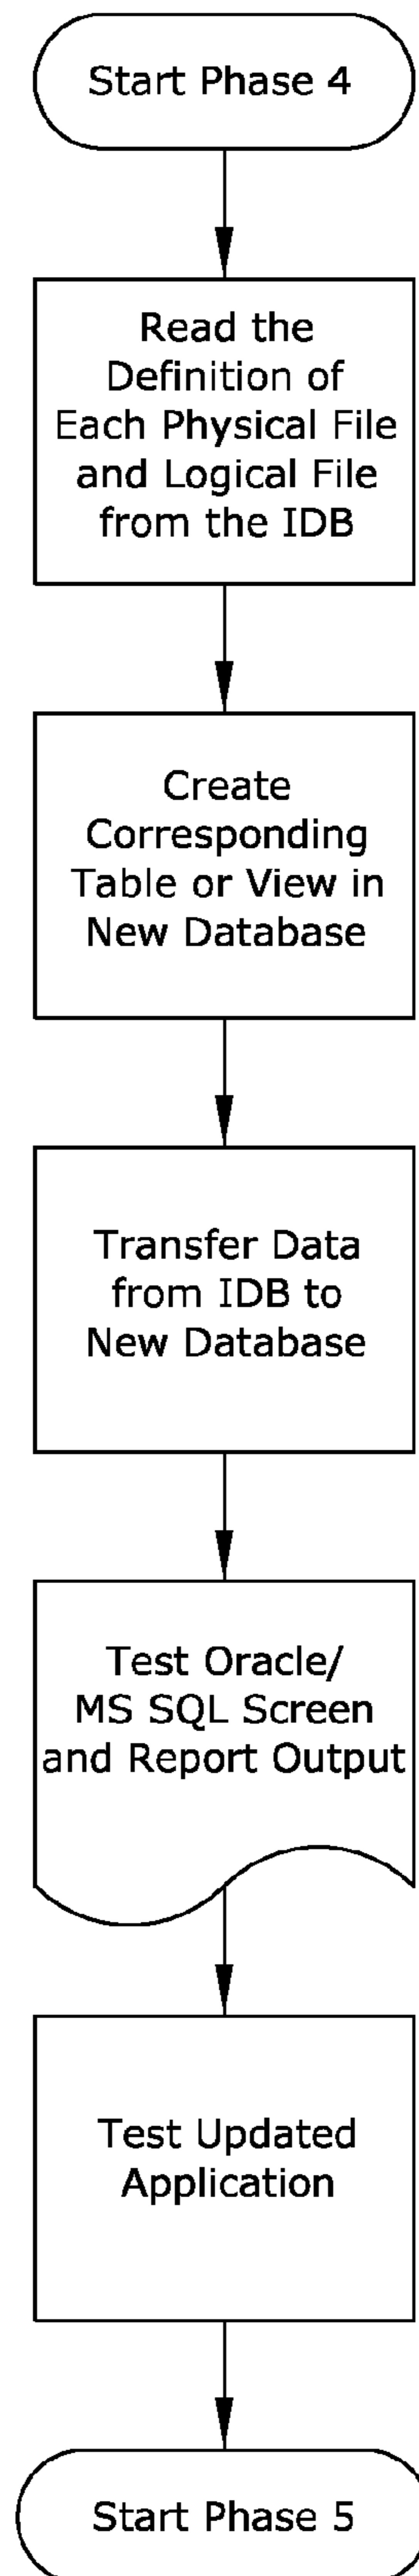 Start Phase 4
Read the
Definition of
Each Physical File
and Logical File
from the IDB
Create
Corresponding
Table or View in
New Database
Transfer Data
from IDB to
New Database
Test Oracle/
MS SQL Screen
and Report Output
Test Updated
Application
Start Phase 5